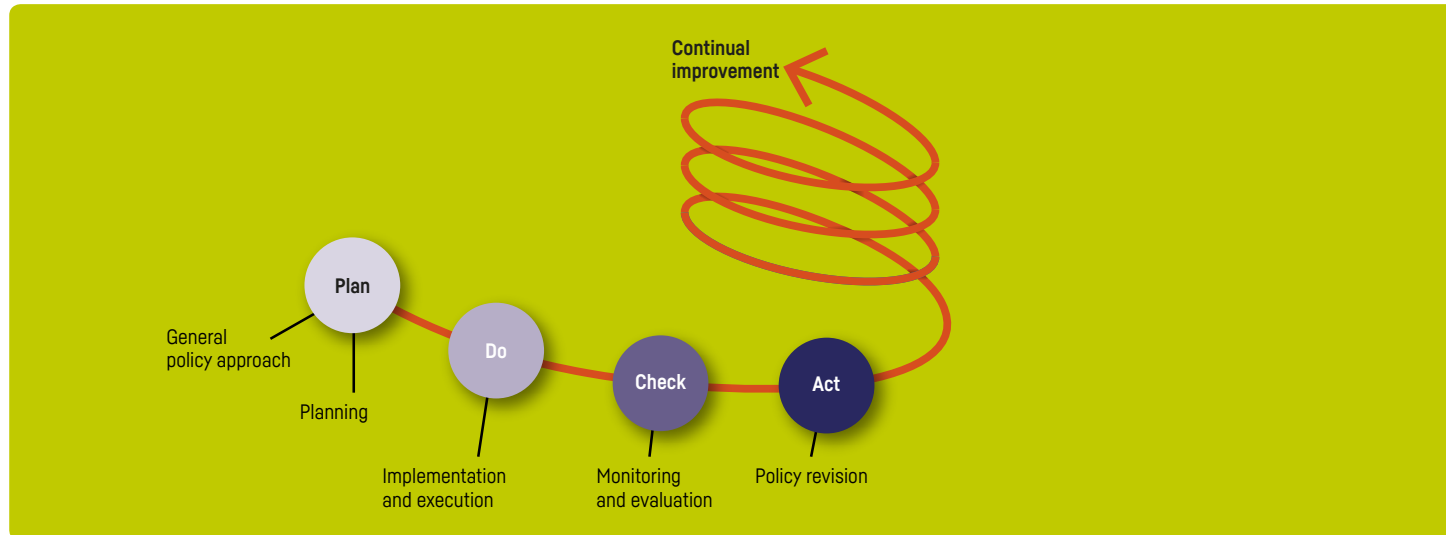 Continual
improvement
Plan
General
policy approach
Planning
Do
Implementation
and execution
Check
Monitoring
and evaluation
Act
Policy revision